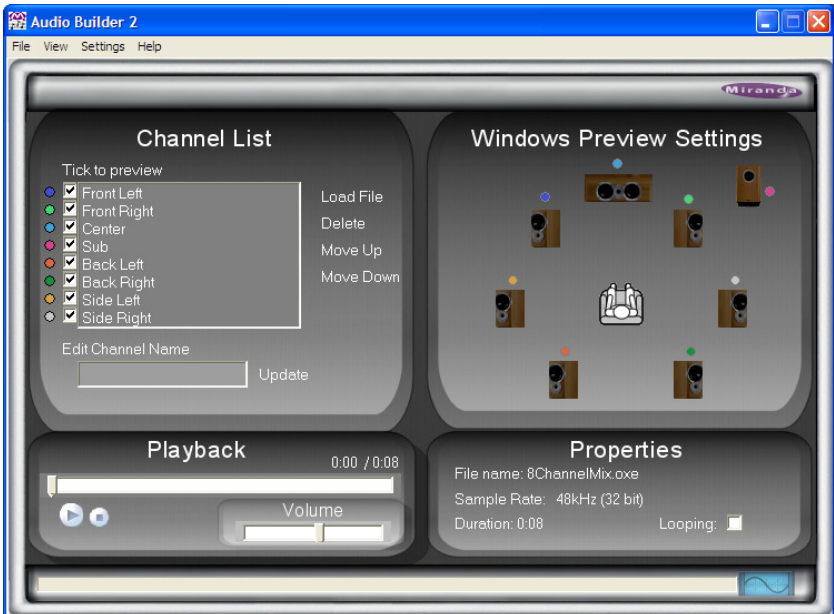 Audio Builder 2
File View Settings Help
Miranda
Channel List
Tick to preview
Front Left
Front Right
Center
Sub
Back Left
Back Right
Side Left
Side Right
Load File
Delete
Move Up
Move Down
Edit Channel Name
Update
Windows Preview Settings
Playback
0:00 / 0:08
Volume
Properties
File name: 8ChannelMix.oxe
Sample Rate: 48kHz (32 bit)
Duration: 0:08
Looping: